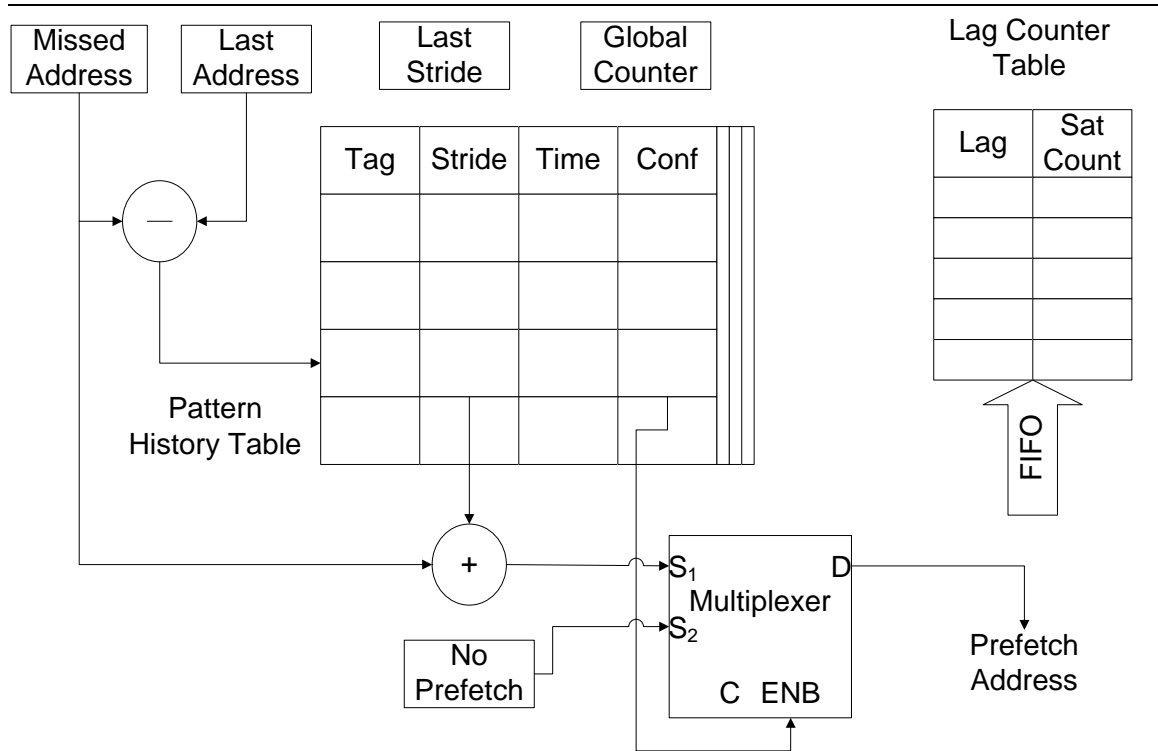 Missed
Address
Last
Address
Last
Stride
Global
Counter
Lag Counter
Table
Tag Stride Time Conf
Lag
Sat
Count
Pattern
History Table
FIFO
+
S1
D
Multiplexer
S2
No
Prefetch
C ENB
Prefetch
Address